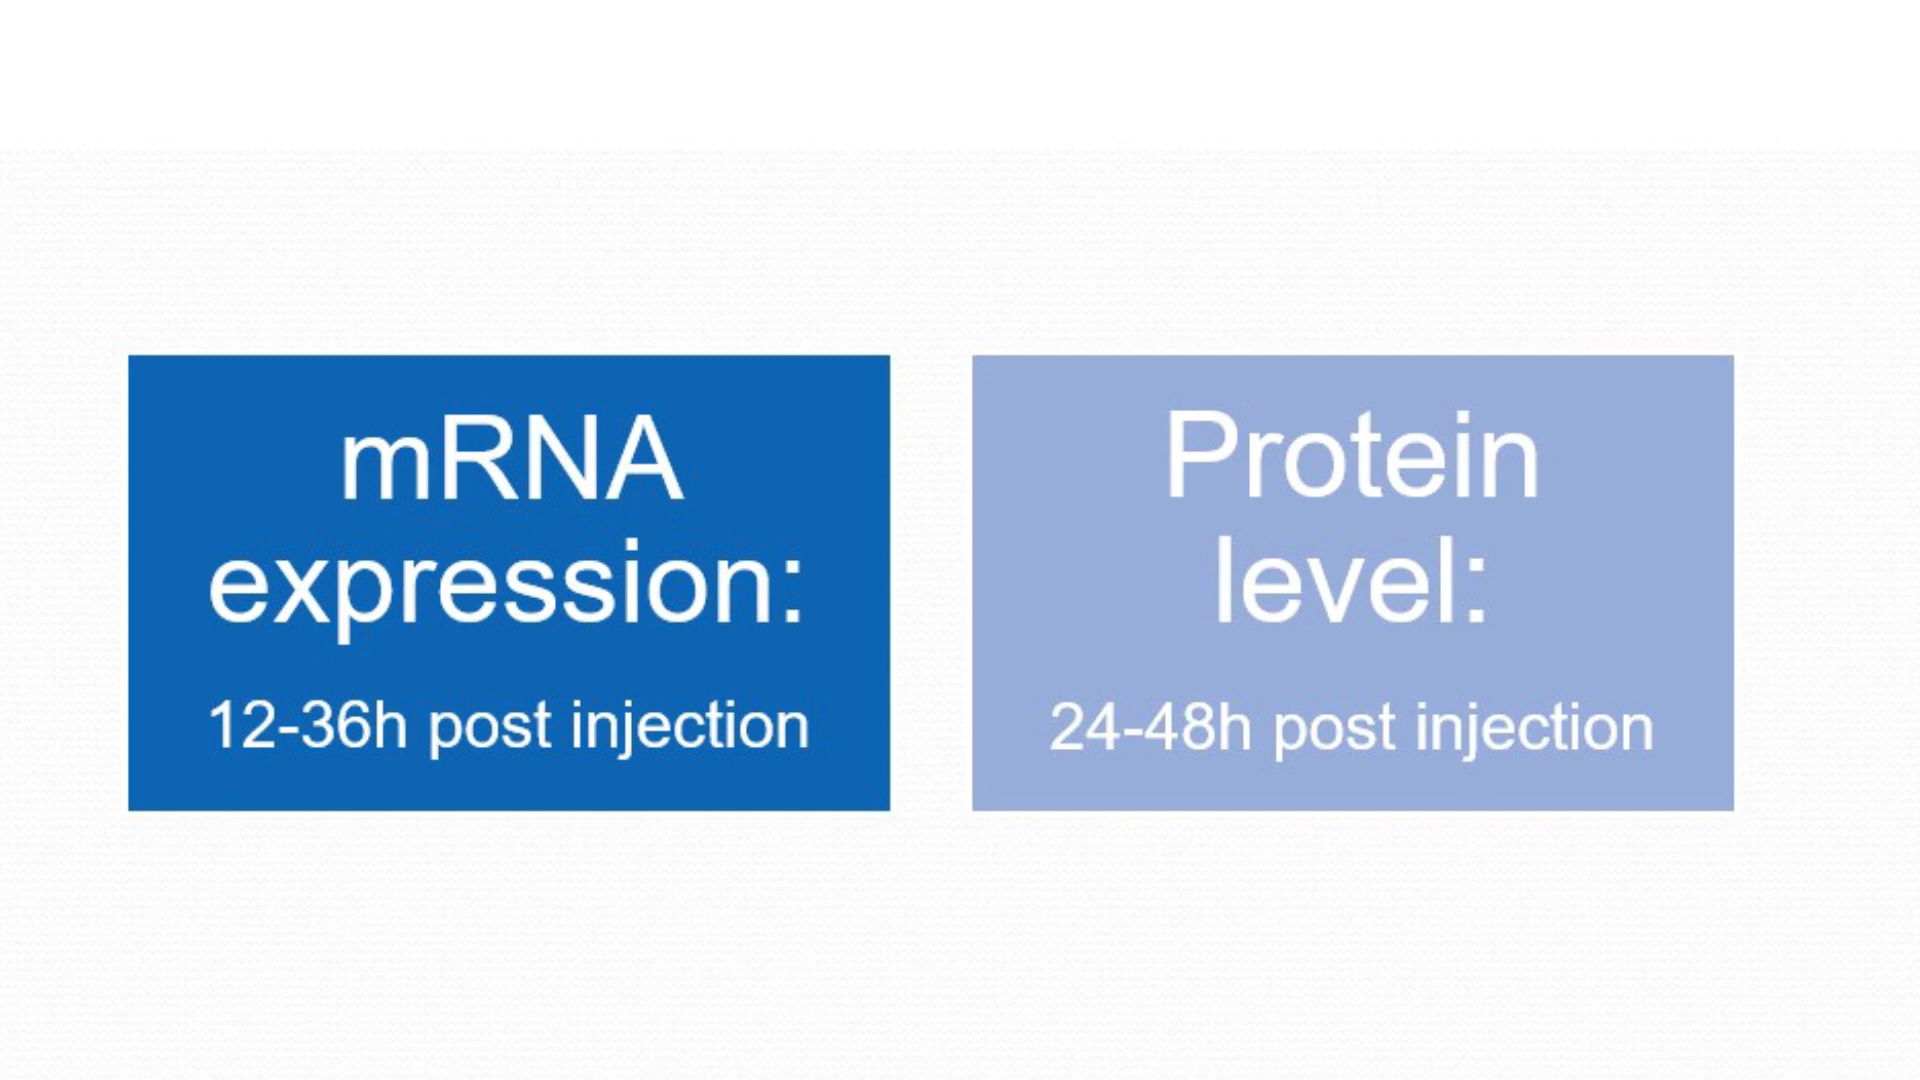 mRNA
expression:
12-36h post injection
Protein
level:
24-48h post injection